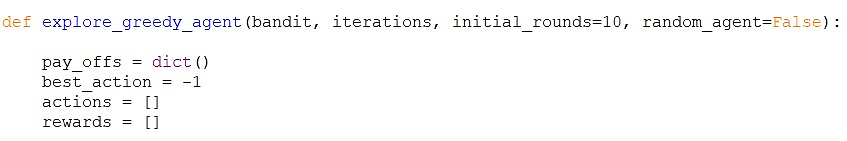 def explore_greedy_agent(bandit, iterations, initial_rounds=10, random_agent=False):
pay_offs = dict()
best_action = -1
actions = []
rewards = []